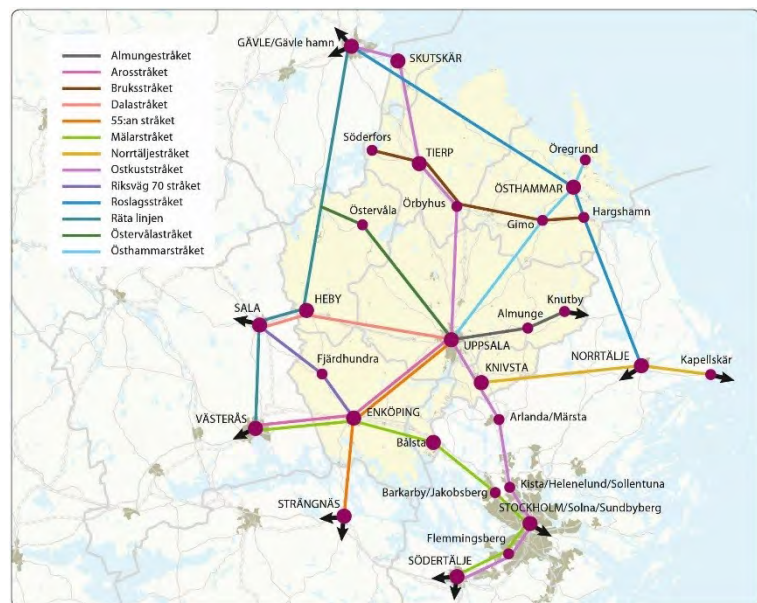 GÄVLE/Gävle hamn
SKUTSKÄR
Almungestråket
Arosstråket
Bruksstråket
Dalastråket
55:an stråket
Mälarstråket
Norrtäljestråket
Ostkuststråket
Riksväg 70 stråket
Roslagsstråket
Räta linjen
Östervålastråket
Östhammarstråket
Söderfors
TIERP
Öregrund
ÖSTHAMMAR
Örbyhus
Hargshamn
Gimo
Östervåla
SALA
HEBY
Knutby
Almunge
UPPSALA
Fjärdhundra
KNIVSTA
NORRTÄLJE
Kapellskär
VÄSTERÅS
ENKÖPING
Arlanda/Märsta
Bålsta
Kista/Helenelund/Sollentuna
Barkarby/Jakobsberg
STOCKHOLM/Solna/Sundbyberg
STRÄNGNÄS
Flemmingsberg
SÖDERTÄLJE